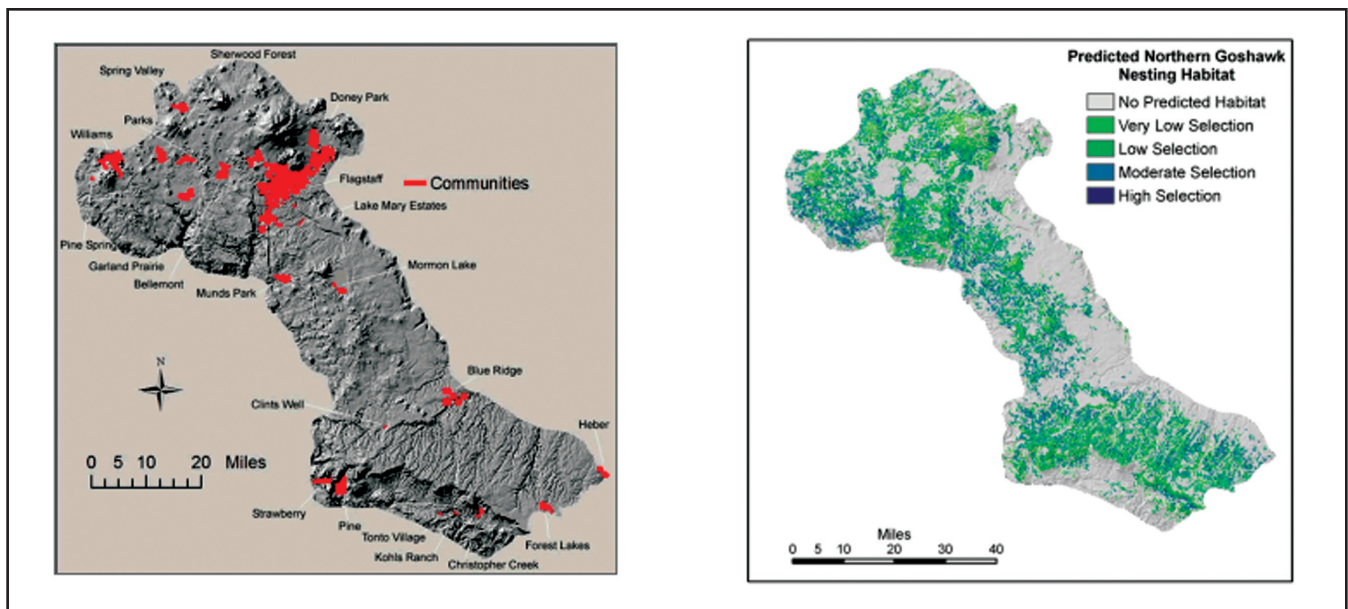 Sherwood Forest
Spring Valley
Doney Park
Parks
Williams
Flagstaff
Communities
Lake Mary Estates
Pine Springs
Garland Prairie
Mormon Lake
Bellemont
Munds Park
N
Blue Ridge
Clints Well
Heber
0 5 10 20 Miles
Strawberry
Pine
Tonto Village
Forest Lakes
Kohls Ranch
Christopher Creek
Predicted Northern Goshawk
Nesting Habitat
No Predicted Habitat
Very Low Selection
Low Selection
Moderate Selection
High Selection
Miles
0 5 10 20 30 40